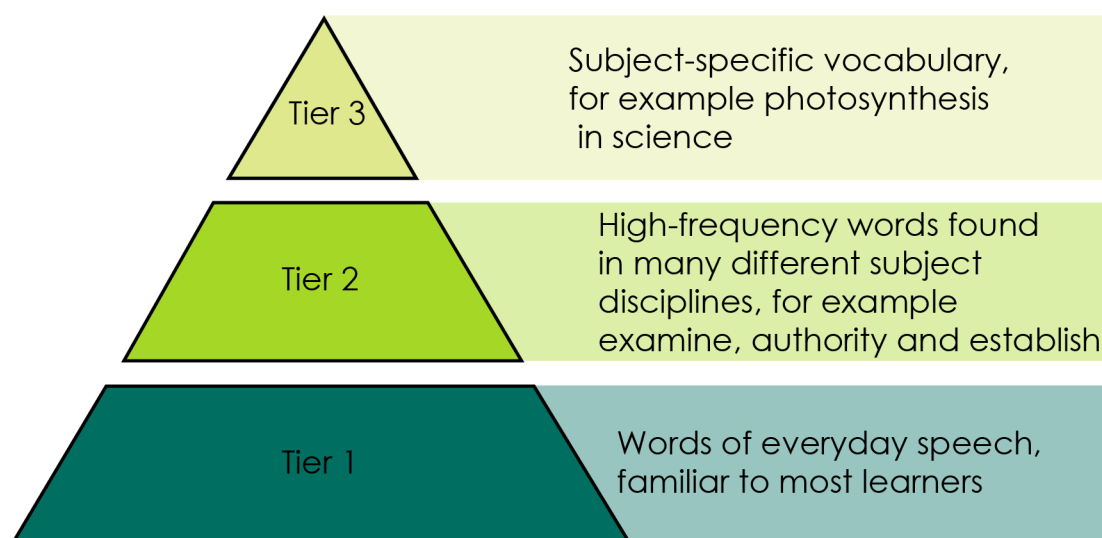 Tier 3
Subject-specific vocabulary,
for example photosynthesis
in science
Tier 2
High-frequency words found
in many different subject
disciplines, for example
examine, authority and establish
Tier 1
Words of everyday speech,
familiar to most learners